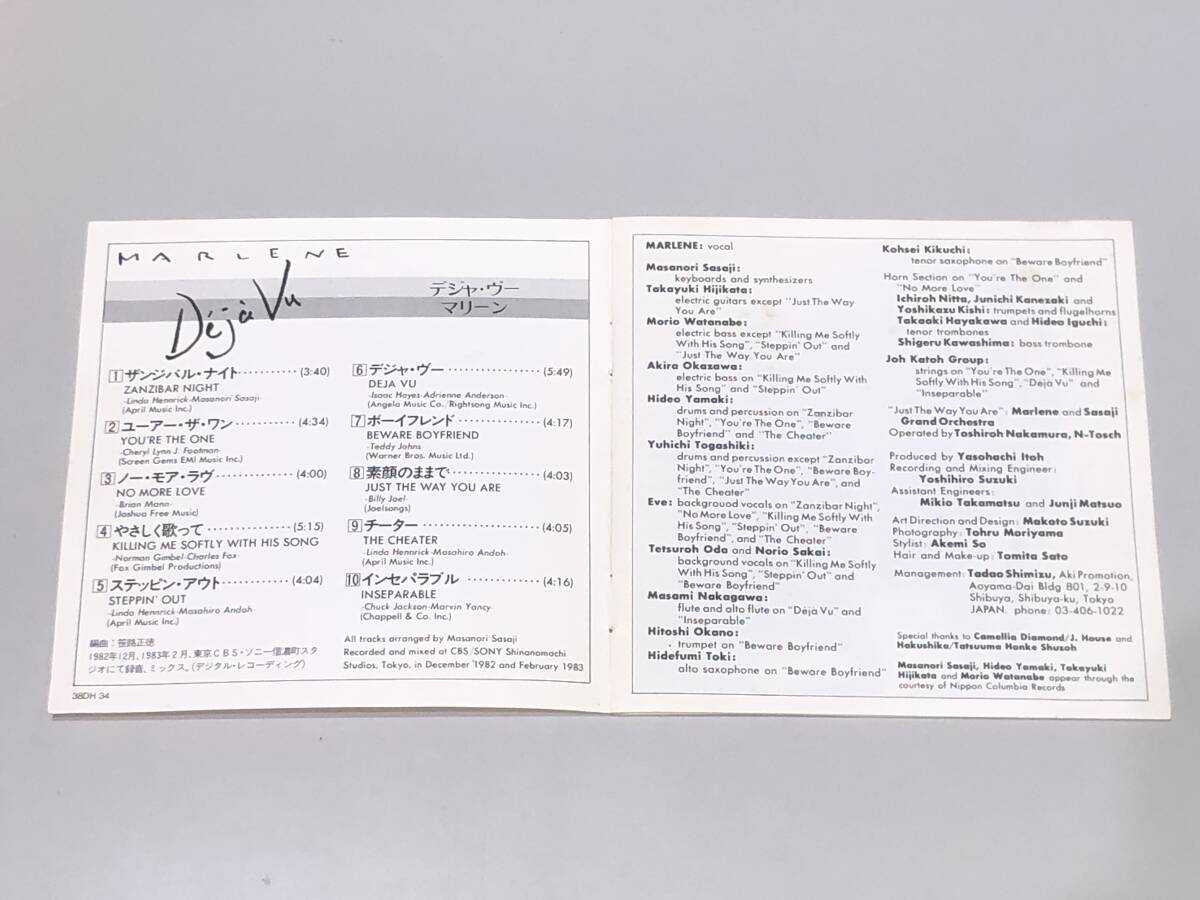 MARLENE
Déjà Vu
デジャ・ヴー
マリーン
1 ザンジバル・ナイト ·········· (3:40)
ZANZIBAR NIGHT
-Linda Hennrick-Masanori Sasaji-
(April Music Inc.)
2 ユーアー・ザ・ワン ·········· (4:34)
YOU'RE THE ONE
-Cheryl Lynn J. Footman-
(Screen Gems EMI Music Inc.)
3 ノー・モア・ラヴ ············· (4:00)
NO MORE LOVE
-Brian Mann-
(Joshua Free Music)
4 やさしく歌って ··············· (5:15)
KILLING ME SOFTLY WITH HIS SONG
-Norman Gimbel-Charles Fox-
(Fox Gimbel Productions)
5 ステッピン・アウト ············ (4:04)
STEPPIN' OUT
-Linda Hennrick-Masahiro Andoh-
(April Music Inc.)
6 デジャ・ヴー ················· (5:49)
DEJA VU
-Isaac Hayes-Adrienne Anderson-
(Angela Music Co./Rightsong Music Inc.)
7 ボーイフレンド ··············· (4:17)
BEWARE BOYFRIEND
-Teddy Johns-
(Warner Bros. Music Ltd.)
8 素顔のままで ················ (4:03)
JUST THE WAY YOU ARE
-Billy Joel-
(Joelsongs)
9 チーター ···················· (4:05)
THE CHEATER
-Linda Hennrick-Masahiro Andoh-
(April Music Inc.)
10 インセパラブル ·············· (4:16)
INSEPARABLE
-Chuck Jackson-Marvin Yancy-
(Chappell & Co. Inc.)
編曲：笹路正徳
1982年12月、1983年2月、東京CBS・ソニー信濃町スタ
ジオにて録音、ミックス。(デジタル・レコーディング)
All tracks arranged by Masanori Sasaji
Recorded and mixed at CBS/SONY Shinanomachi
Studios, Tokyo, in December 1982 and February 1983
38DH 34
MARLENE: vocal
Masanori Sasaji:
keyboards and synthesizers
Takayuki Hijikata:
electric guitars except "Just The Way
You Are"
Morio Watanabe:
electric bass except "Killing Me Softly
With His Song", "Steppin' Out" and
"Just The Way You Are"
Akira Okazawa:
electric bass on "Killing Me Softly With
His Song" and "Steppin' Out"
Hideo Yamaki:
drums and percussion on "Zanzibar
Night", "You're The One", "Beware
Boyfriend" and "The Cheater"
Yuhichi Togashiki:
drums and percussion except "Zanzibar
Night", "You're The One", "Beware Boy-
friend", "Just The Way You Are", and
"The Cheater"
Eve: backgraoud vocals on "Zanzibar Night",
"No More Love", "Killing Me Softly With
His Song", "Steppin' Out", "Beware
Boyfriend", and "The Cheater"
Tetsuroh Oda and Norio Sakai:
background vocals on "Killing Me Softly
With His Song", "Steppin' Out" and
"Beware Boyfriend"
Masami Nakagawa:
flute and alto flute on "Deja Vu" and
"Inseparable"
Hitoshi Okano:
trumpet on "Beware Boyfriend"
Hidefumi Toki:
alto saxophone on "Beware Boyfriend"
Kohsei Kikuchi:
tenor saxophone on "Beware Boyfriend"
Horn Section on "You're The One" and
"No More Love"
Ichiroh Nitta, Junichi Kanezaki and
Yoshikazu Kishi: trumpets and flugelhorns
Takaaki Hayakawa and Hideo Iguchi:
tenor trombones
Shigeru Kawashima: bass trombone
Joh Katoh Group:
strings on "You're The One", "Killing Me
Softly With His Song", "Deja Vu" and
"Inseparable"
"Just The Way You Are": Marlene and Sasaji
Grand Orchestra
Operated by Toshiroh Nakamura, N-Tosch
Produced by Yasohachi Itoh
Recording and Mixing Engineer:
Yoshihiro Suzuki
Assistant Engineers:
Mikio Takamatsu and Junji Matsuo
Art Direction and Design: Makoto Suzuki
Photography: Tohru Moriyama
Stylist: Akemi So
Hair and Make-up: Tomita Sato
Management: Tadao Shimizu, Aki Promotion,
Aoyama-Dai Bldg 801, 2-9-10
Shibuya, Shibuya-ku, Tokyo
JAPAN. phone: 03-406-1022
Special thanks to Camellia Diamond/J. House and
Hakushika/Tatsuuma Honke Shuzoh
Masanori Sasaji, Hideo Yamaki, Takayuki
Hijikata and Morio Watanabe appear through the
courtesy of Nippon Columbia Records